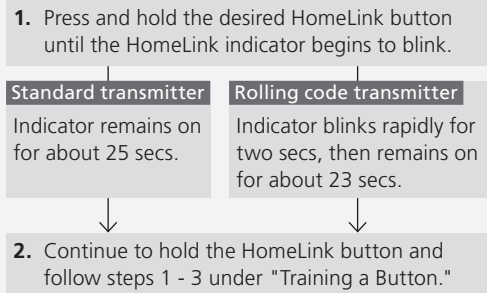 1. Press and hold the desired HomeLink button
until the HomeLink indicator begins to blink.
Standard transmitter
Indicator remains on
for about 25 secs.
Rolling code transmitter
Indicator blinks rapidly for
two secs, then remains on
for about 23 secs.
2. Continue to hold the HomeLink button and
follow steps 1 - 3 under "Training a Button."